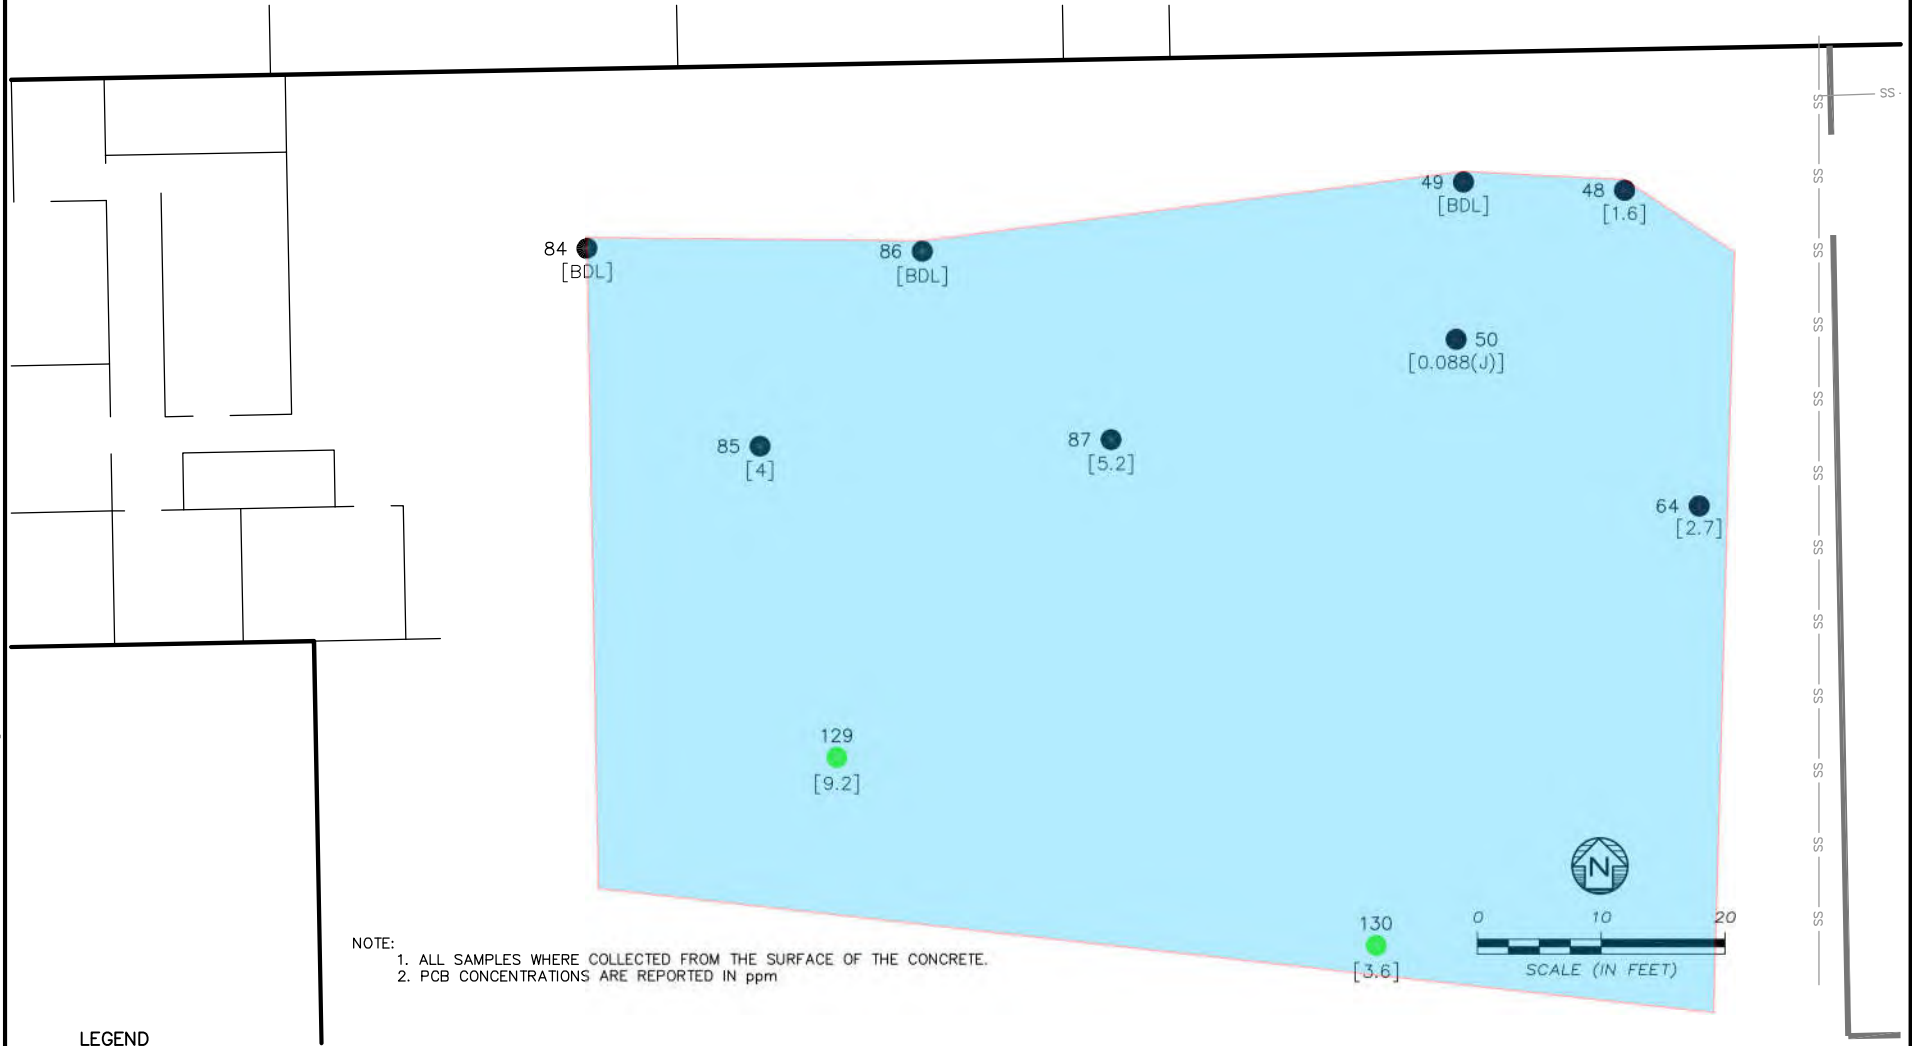 SS
SS
SS
49
[BDL]
48
[1.6]
SS
84
[BDL]
86
[BDL]
SS
SS
50
[0.088(J)]
SS
85
[4]
87
[5.2]
SS
64
[2.7]
SS
SS
SS
129
[9.2]
SS
SS
N
130
[3.6]
0 10 20
SCALE (IN FEET)
SS
NOTE:
1. ALL SAMPLES WHERE COLLECTED FROM THE SURFACE OF THE CONCRETE.
2. PCB CONCENTRATIONS ARE REPORTED IN ppm
LEGEND